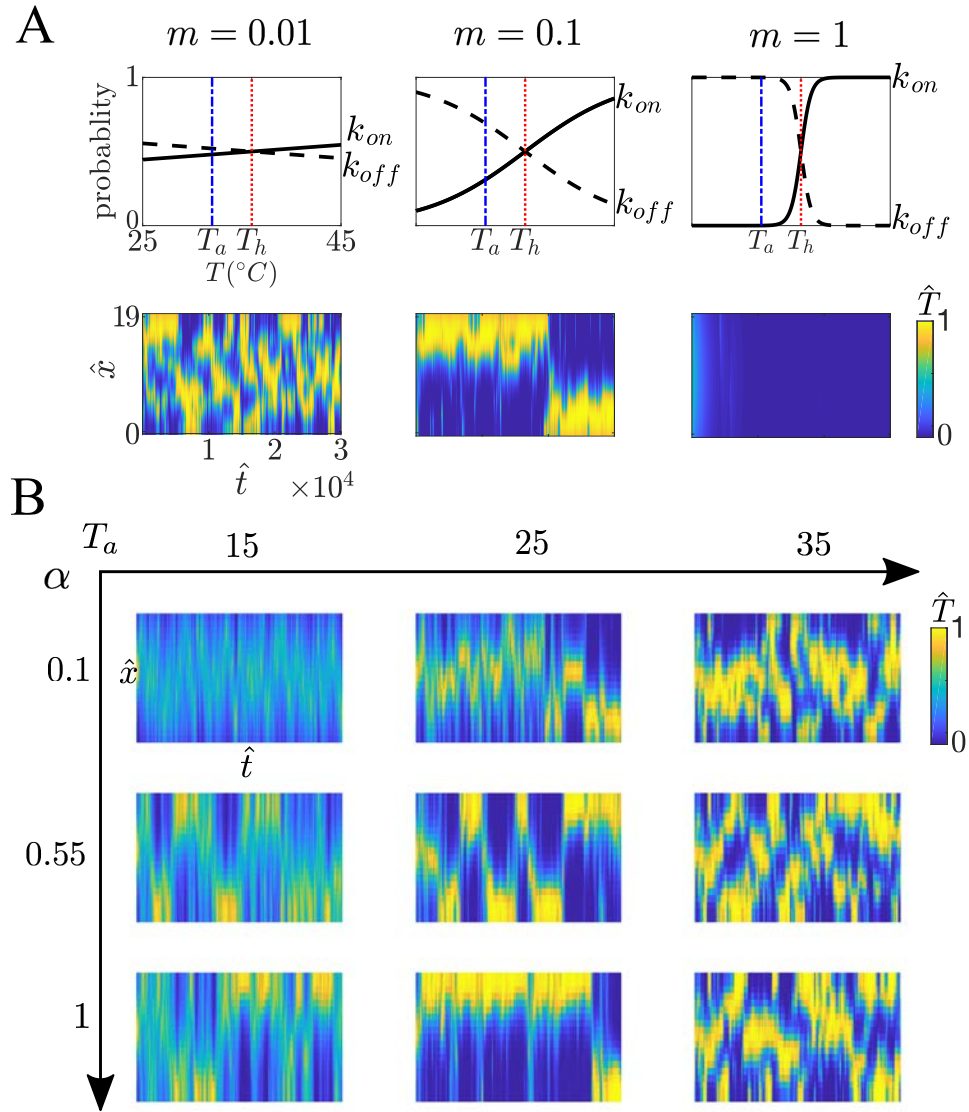 A
m = 0.01
m = 0.1
m = 1
probablity
1
0
25
T_a
T_h
45
T(°C)
k_on
k_off
k_on
k_off
T_a
T_h
k_on
k_off
T_a
T_h
x̂
19
0
1
2
3
t̂
×10⁴
T̂
1
0
B
T_a
15
25
35
α
0.1
x̂
t̂
T̂
1
0
0.55
1